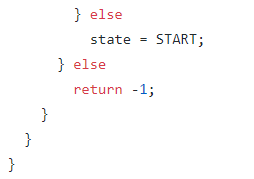 } else
state = START;
} else
return -1;
}
}
}